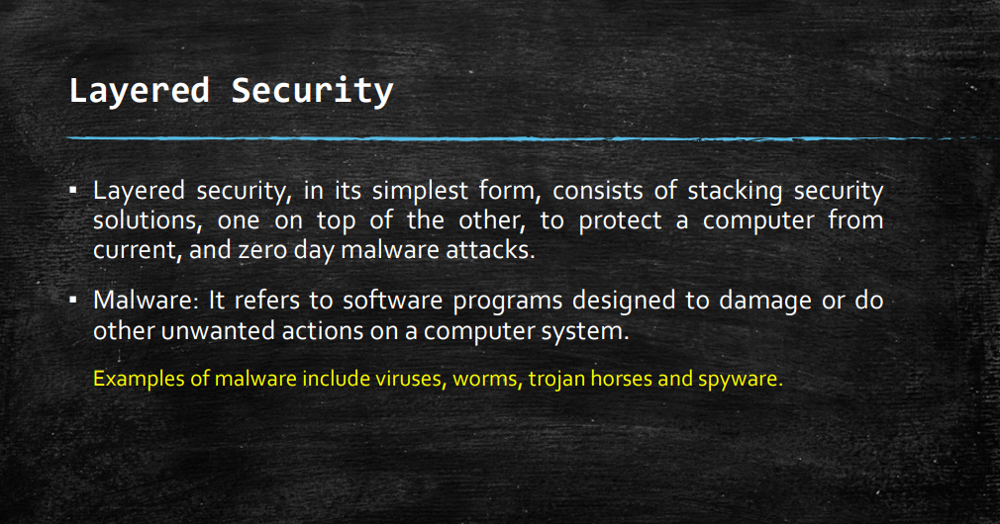 Layered Security
▪ Layered security, in its simplest form, consists of stacking security
solutions, one on top of the other, to protect a computer from
current, and zero day malware attacks.
▪ Malware: It refers to software programs designed to damage or do
other unwanted actions on a computer system.
Examples of malware include viruses, worms, trojan horses and spyware.